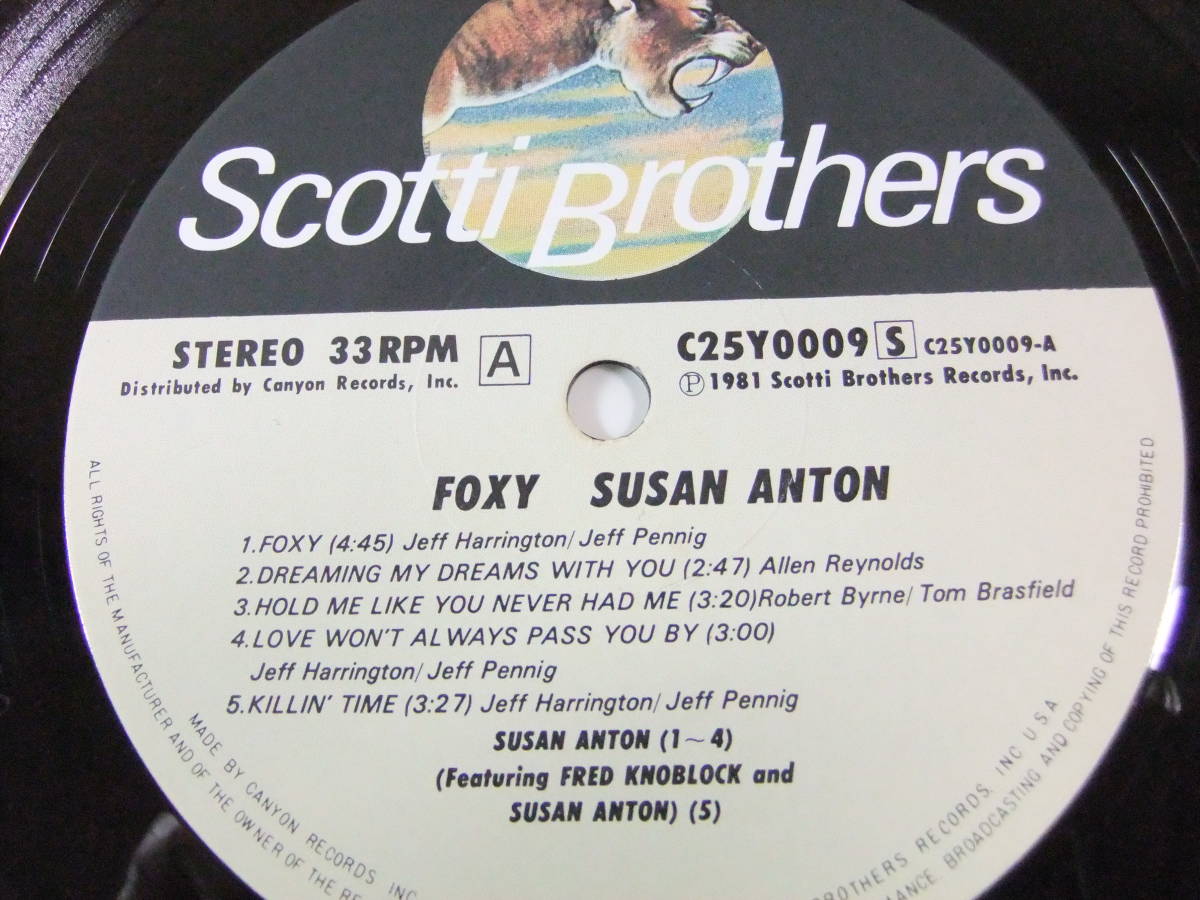 Scotti Brothers
STEREO 33RPM A
Distributed by Canyon Records, Inc.
C25Y0009 S C25Y0009-A
Ⓟ1981 Scotti Brothers Records, Inc.
FOXY SUSAN ANTON
1.FOXY (4:45) Jeff Harrington/Jeff Pennig
2.DREAMING MY DREAMS WITH YOU (2:47) Allen Reynolds
3.HOLD ME LIKE YOU NEVER HAD ME (3:20)Robert Byrne/Tom Brasfield
4.LOVE WON'T ALWAYS PASS YOU BY (3:00)
Jeff Harrington/Jeff Pennig
5.KILLIN' TIME (3:27) Jeff Harrington/Jeff Pennig
SUSAN ANTON (1~4)
(Featuring FRED KNOBLOCK and
SUSAN ANTON) (5)
ALL RIGHTS OF THE MANUFACTURER AND OF THE OWNER OF THE
MADE BY CANYON RECORDS INC
BROTHERS RECORDS, INC U S A
BROADCASTING AND COPYING OF THIS RECORD PROHIBITED